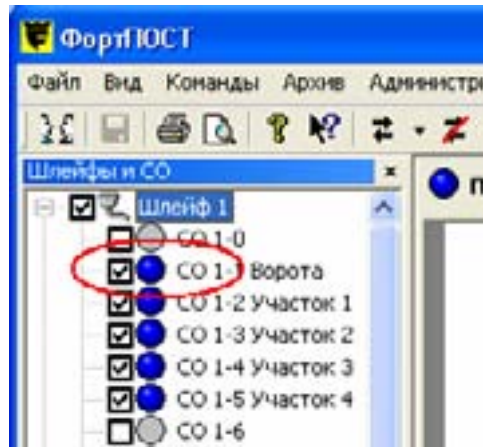 ФортПОСТ
Файл Вид Команды Архив
Шлейфы и СО
Шлейф 1
СО 1-0
СО 1-1 Ворота
СО 1-2 Участок 1
СО 1-3 Участок 2
СО 1-4 Участок 3
СО 1-5 Участок 4
СО 1-6